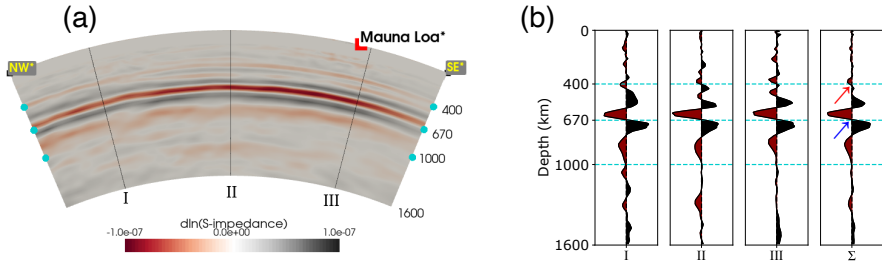 (a)
Mauna Loa*
NW*
SE*
400
670
1000
1600
I
II
III
dln(S-impedance)
-1.0e-07 0.0e+00 1.0e-07
(b)
Depth (km)
0
400
670
1000
1600
I II III Σ